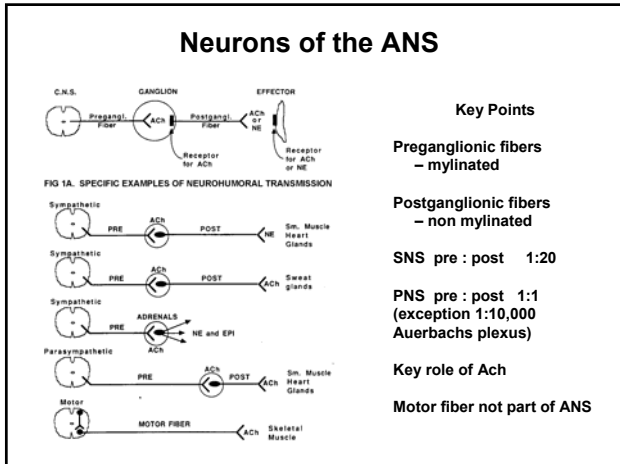 Neurons of the ANS
C.N.S. GANGLION EFFECTOR
Pregangl. Fiber ACh Postgangl. Fiber ACh or NE
Receptor for ACh
Receptor for ACh or NE
FIG 1A. SPECIFIC EXAMPLES OF NEUROHUMORAL TRANSMISSION
Sympathetic
ACh
PRE POST NE Sm. Muscle
Heart
Glands
Sympathetic
ACh
PRE POST ACh Sweat
glands
Sympathetic
ADRENALS
PRE NE and EPI
ACh
Parasympathetic
ACh
PRE POST ACh Sm. Muscle
Heart
Glands
Motor
MOTOR FIBER ACh Skeletal
Muscle
Key Points
Preganglionic fibers
– mylinated
Postganglionic fibers
– non mylinated
SNS pre : post 1:20
PNS pre : post 1:1
(exception 1:10,000
Auerbachs plexus)
Key role of Ach
Motor fiber not part of ANS